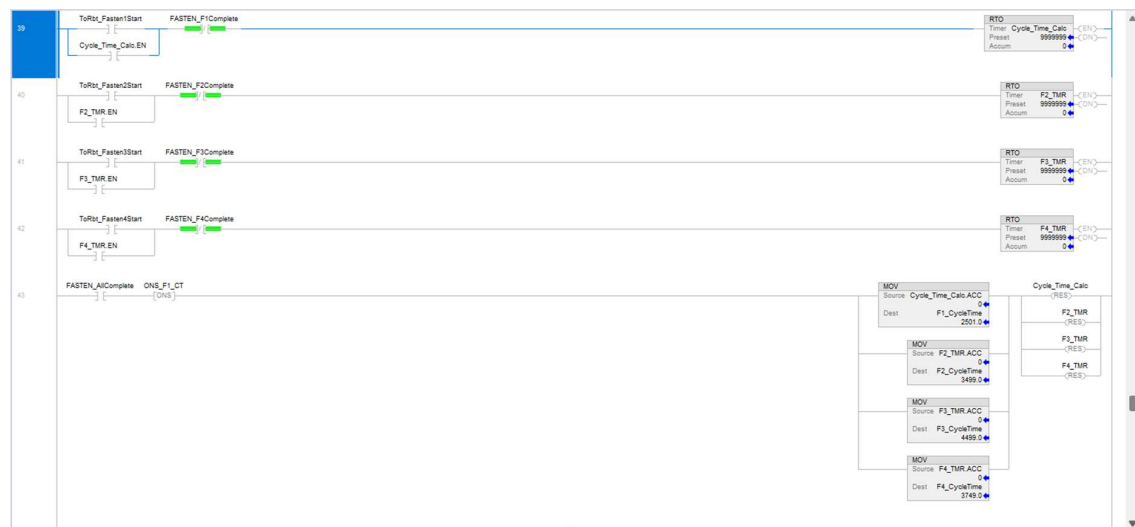 39
ToRbt_Fasten1Start FASTEN_F1Complete
Cycle_Time_Calc.EN
RTO
Timer Cycle_Time_Calc (EN)
Preset 9999999 (DN)
Accum 0
40
ToRbt_Fasten2Start FASTEN_F2Complete
F2_TMR.EN
RTO
Timer F2_TMR (EN)
Preset 9999999 (DN)
Accum 0
41
ToRbt_Fasten3Start FASTEN_F3Complete
F3_TMR.EN
RTO
Timer F3_TMR (EN)
Preset 9999999 (DN)
Accum 0
42
ToRbt_Fasten4Start FASTEN_F4Complete
F4_TMR.EN
RTO
Timer F4_TMR (EN)
Preset 9999999 (DN)
Accum 0
43
FASTEN_AllComplete ONS_F1_CT
[ONS]
MOV
Source Cycle_Time_Calc.ACC
0
Dest F1_CycleTime
2501.0
MOV
Source F2_TMR.ACC
0
Dest F2_CycleTime
3499.0
MOV
Source F3_TMR.ACC
0
Dest F3_CycleTime
4499.0
MOV
Source F4_TMR.ACC
0
Dest F4_CycleTime
3749.0
Cycle_Time_Calc
(RES)
F2_TMR
(RES)
F3_TMR
(RES)
F4_TMR
(RES)